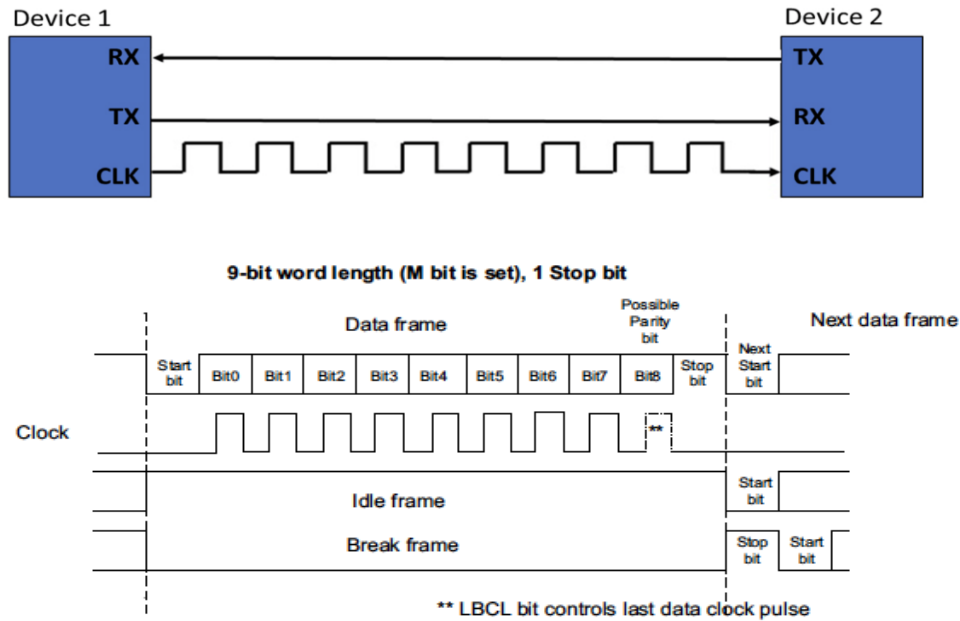 Device 1
Device 2
RX
TX
TX
RX
CLK
CLK
9-bit word length (M bit is set), 1 Stop bit
Possible
Parity
bit
Data frame
Next data frame
Start
bit
Bit0
Bit1
Bit2
Bit3
Bit4
Bit5
Bit6
Bit7
Bit8
Stop
bit
Next
Start
bit
Clock
**
Idle frame
Start
bit
Break frame
Stop
bit
Start
bit
** LBCL bit controls last data clock pulse